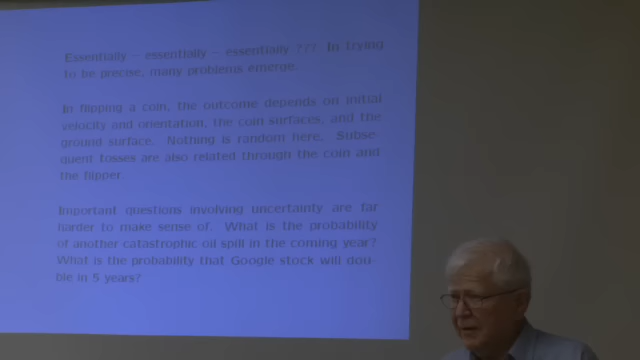 Essentially — essentially — essentially ??? In trying
to be precise, many problems emerge.
In flipping a coin, the outcome depends on initial
velocity and orientation, the coin surfaces, and the
ground surface. Nothing is random here. Subse-
quent tosses are also related through the coin and
the flipper.
Important questions involving uncertainty are far
harder to make sense of. What is the probability
of another catastrophic oil spill in the coming year?
What is the probability that Google stock will dou-
ble in 5 years?